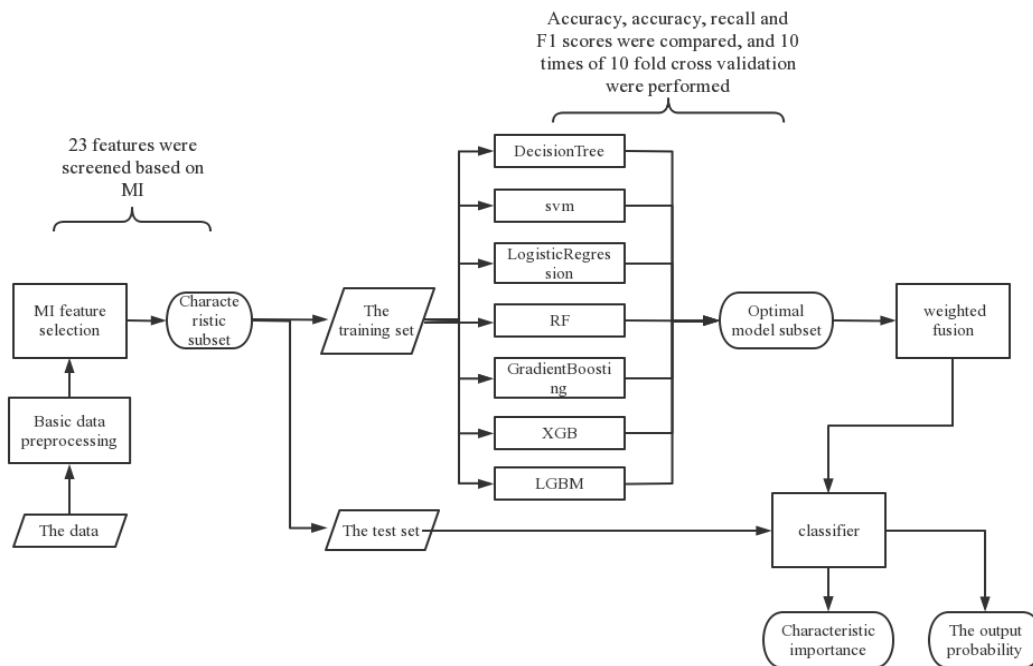 Accuracy, accuracy, recall and
F1 scores were compared, and 10
times of 10 fold cross validation
were performed
23 features were
screened based on
MI
DecisionTree
svm
LogisticRegres
sion
RF
GradientBoosti
ng
XGB
LGBM
MI feature
selection
Characte
ristic
subset
The
training set
Optimal
model subset
weighted
fusion
Basic data
preprocessing
The data
The test set
classifier
Characteristic
importance
The output
probability